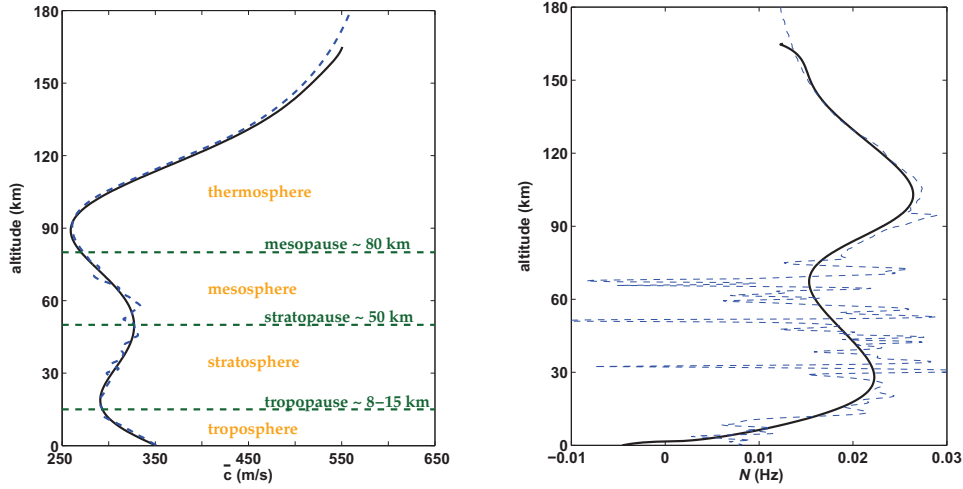 180
150
120
90
60
30
0
altitude (km)
thermosphere
mesopause ~ 80 km
mesosphere
stratopause ~ 50 km
stratosphere
tropopause ~ 8−15 km
troposphere
250 350 450 550 650
c̅ (m/s)
180
150
120
90
60
30
0
altitude (km)
−0.01 0 0.01 0.02 0.03
N (Hz)